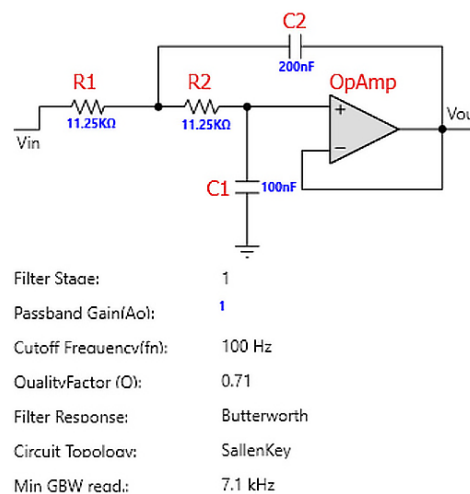 C2
200nF
R1
R2
OpAmp
11.25KΩ
11.25KΩ
+
Vin
Vou
−
C1
100nF
Filter Stage:	1
Passband Gain(Ao):	1
Cutoff Frequency(fn):	100 Hz
QualityFactor (Q):	0.71
Filter Response:	Butterworth
Circuit Topology:	SallenKey
Min GBW read.:	7.1 kHz